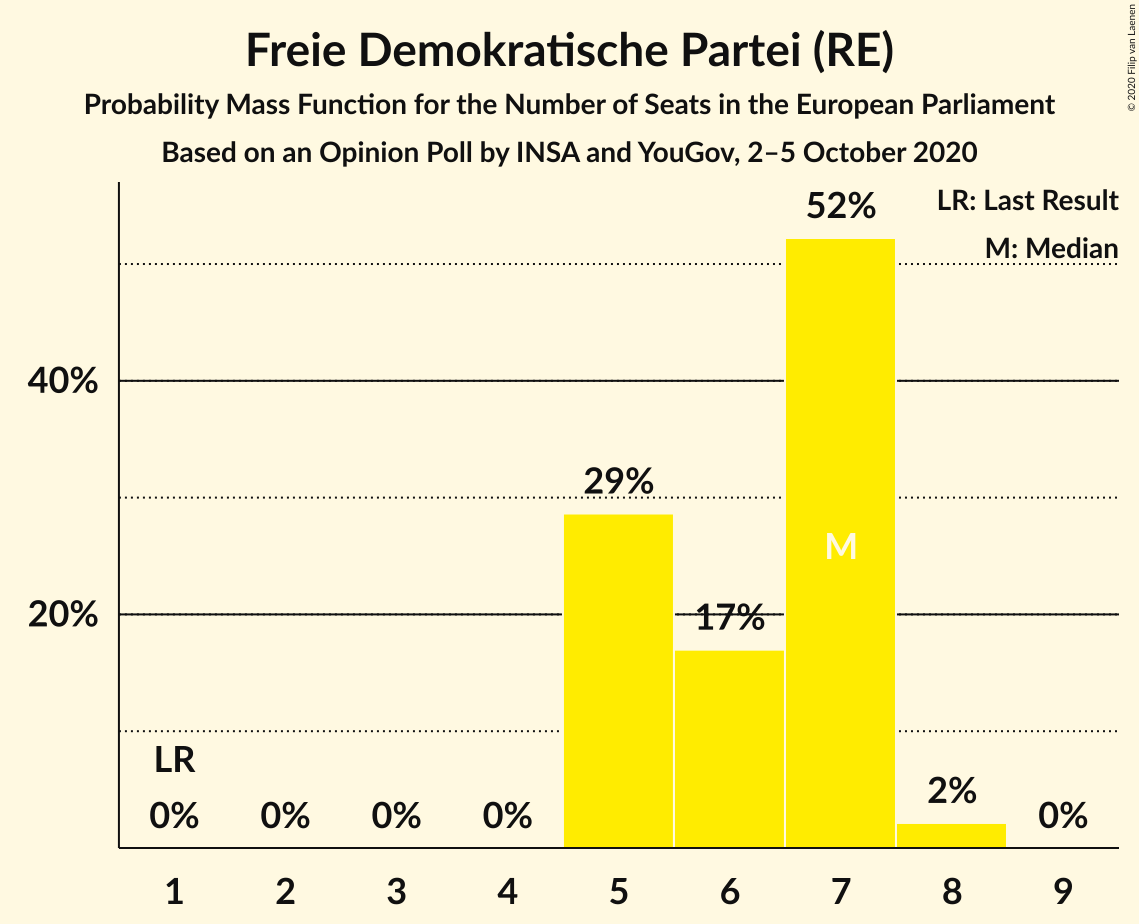 Freie Demokratische Partei (RE)
Probability Mass Function for the Number of Seats in the European Parliament
Based on an Opinion Poll by INSA and YouGov, 2–5 October 2020
© 2020 Filip van Laenen
LR: Last Result
M: Median
52%
40%
29%
M
20%
17%
LR
0%
0%
0%
0%
2%
0%
1 2 3 4 5 6 7 8 9